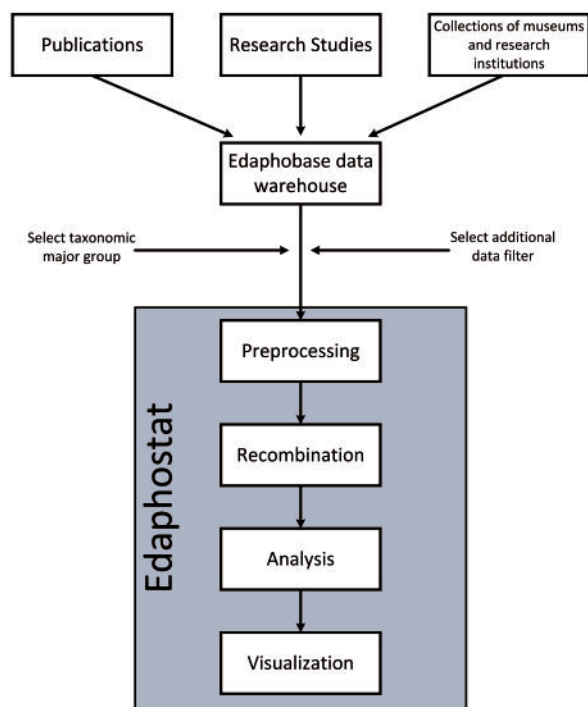 Publications
Research Studies
Collections of museums
and research
institutions
Edaphobase data
warehouse
Select taxonomic
major group
Select additional
data filter
Edaphostat
Preprocessing
Recombination
Analysis
Visualization